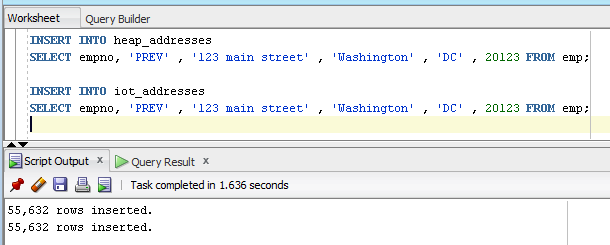 Worksheet Query Builder
INSERT INTO heap_addresses
SELECT empno, 'PREV' , '123 main street' , 'Washington' , 'DC' , 20123 FROM emp;
INSERT INTO iot_addresses
SELECT empno, 'PREV' , '123 main street' , 'Washington' , 'DC' , 20123 FROM emp;
Script Output x Query Result x
Task completed in 1.636 seconds
55,632 rows inserted.
55,632 rows inserted.